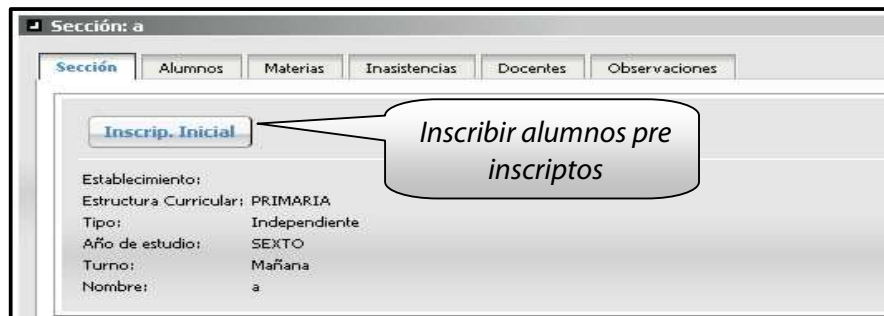 Sección: a
Sección Alumnos Materias Inasistencias Docentes Observaciones
Inscrip. Inicial
Inscribir alumnos pre
inscriptos
Establecimiento:
Estructura Curricular: PRIMARIA
Tipo: Independiente
Año de estudio: SEXTO
Turno: Mañana
Nombre: a